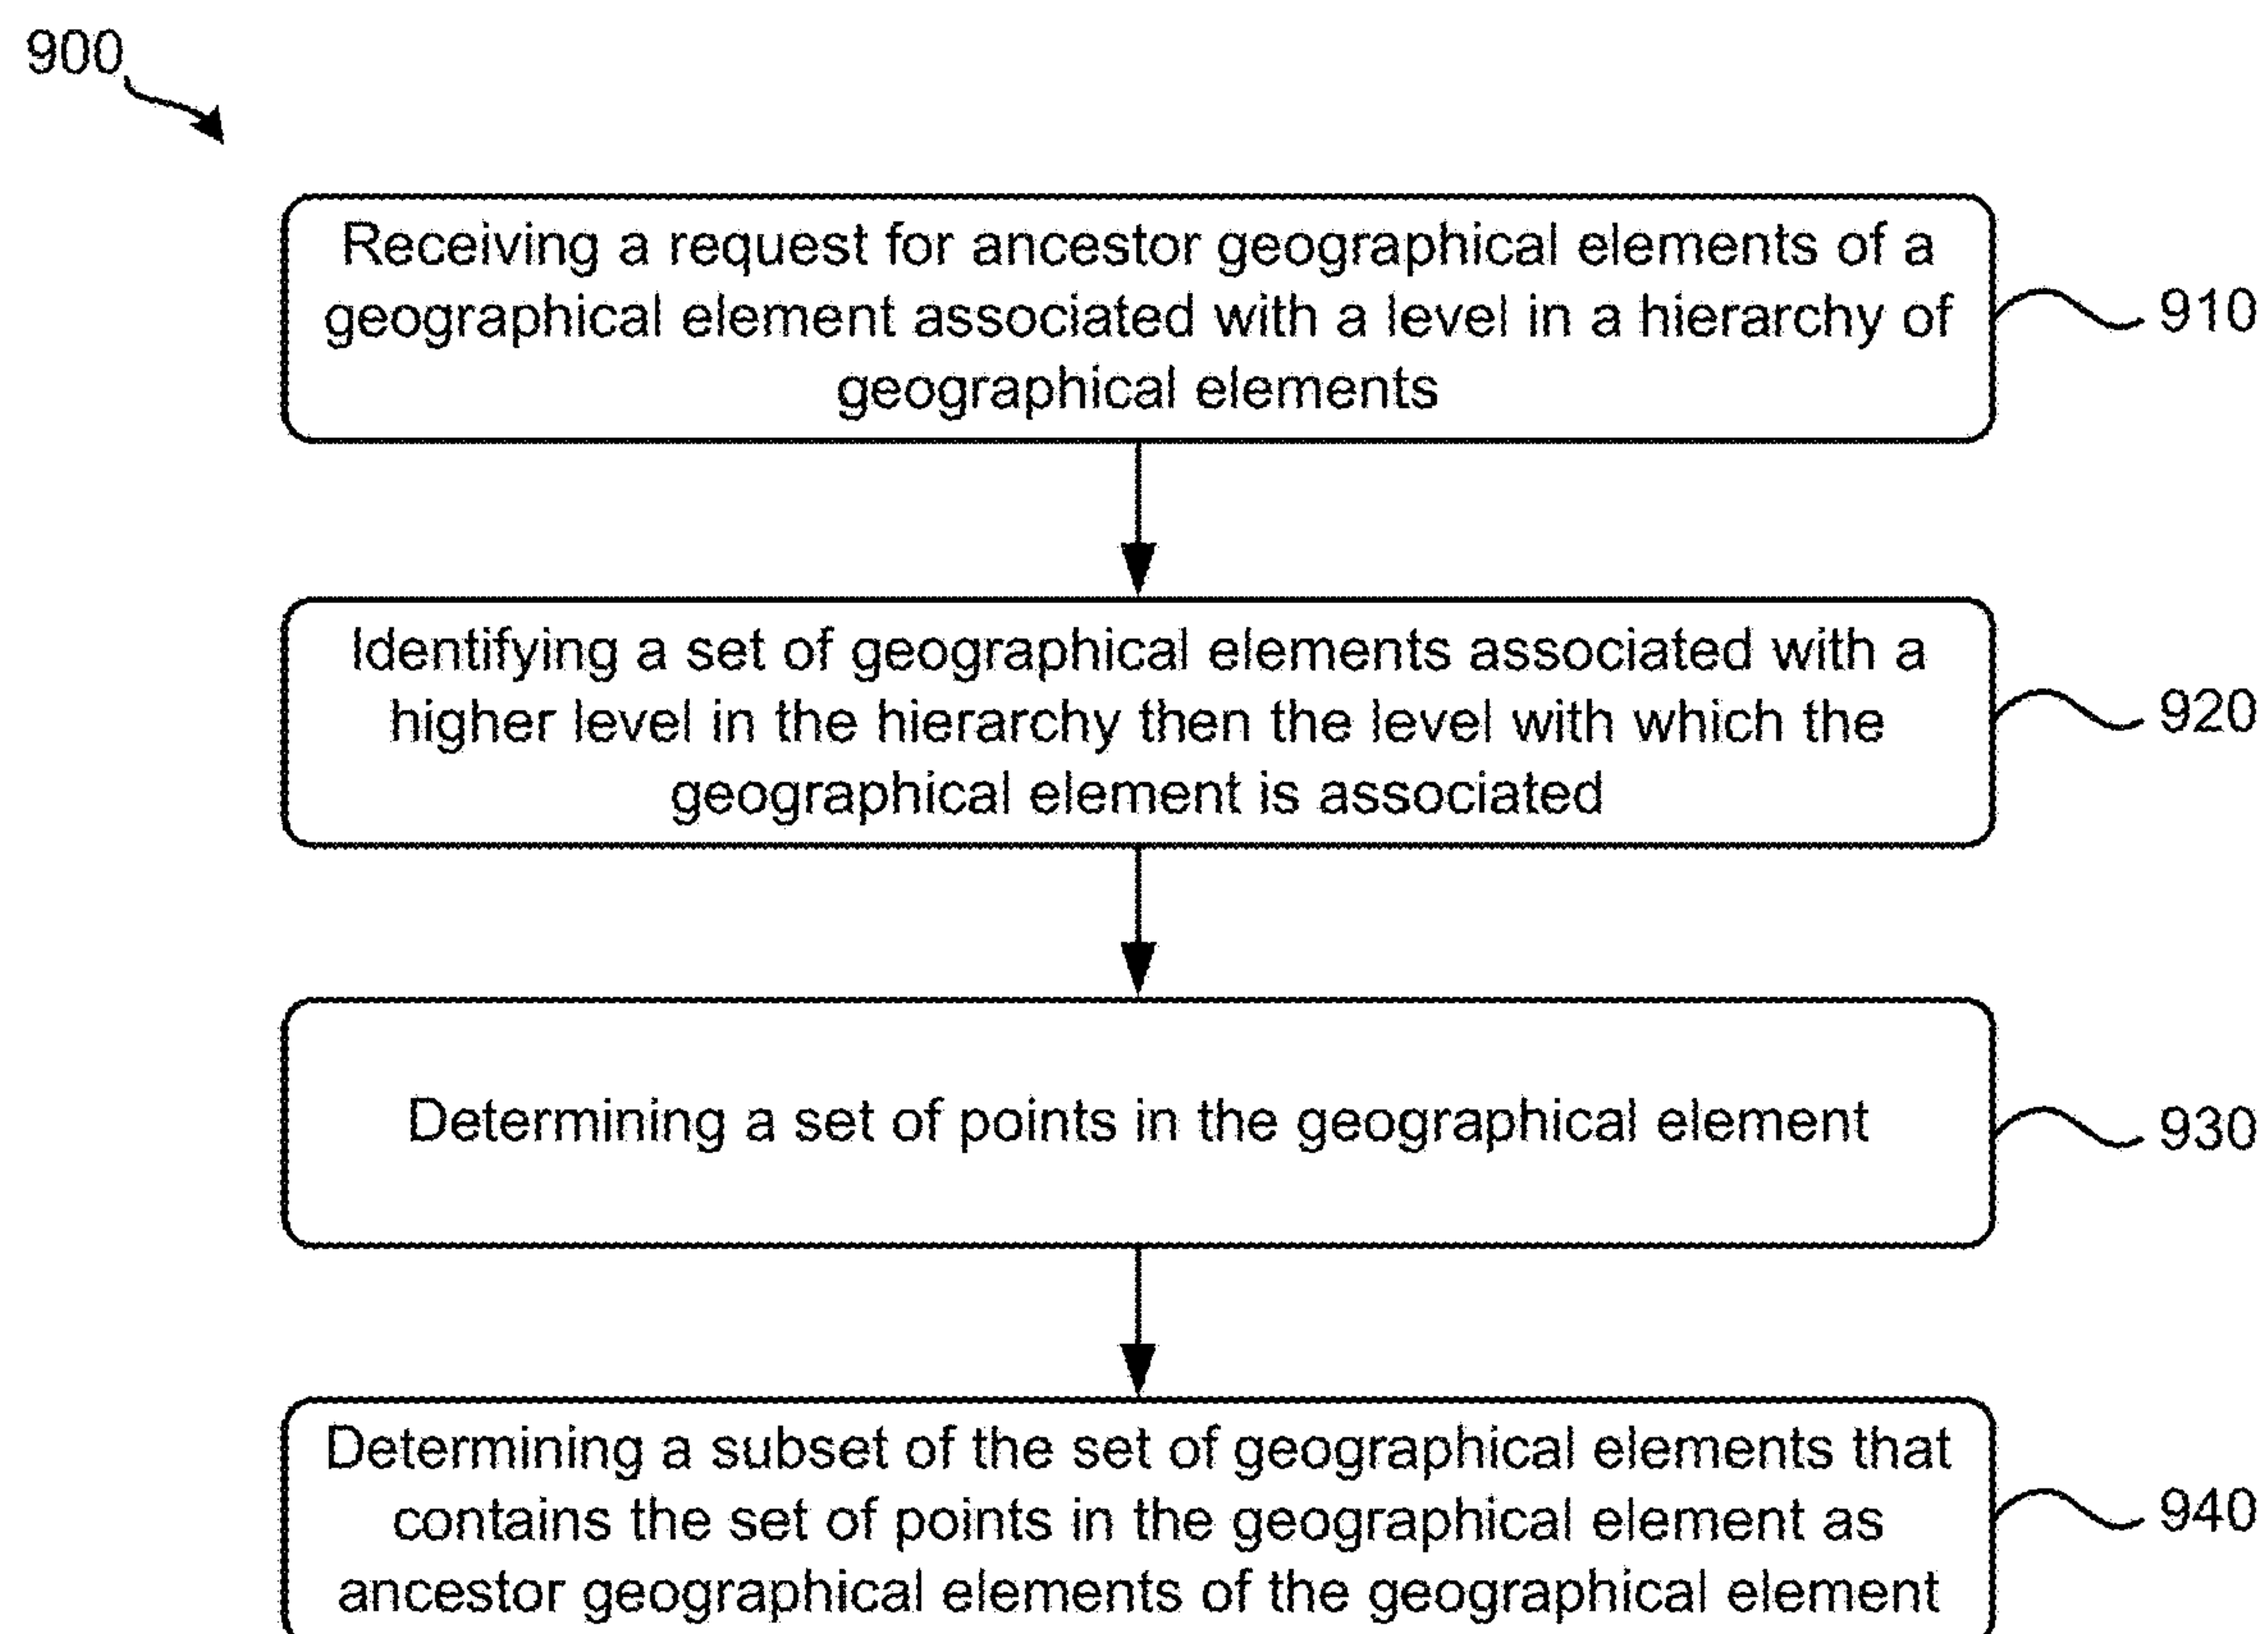 900
Receiving a request for ancestor geographical elements of a
geographical element associated with a level in a hierarchy of
geographical elements
910
Identifying a set of geographical elements associated with a
higher level in the hierarchy then the level with which the
geographical element is associated
920
Determining a set of points in the geographical element
930
Determining a subset of the set of geographical elements that
contains the set of points in the geographical element as
ancestor geographical elements of the geographical element
940